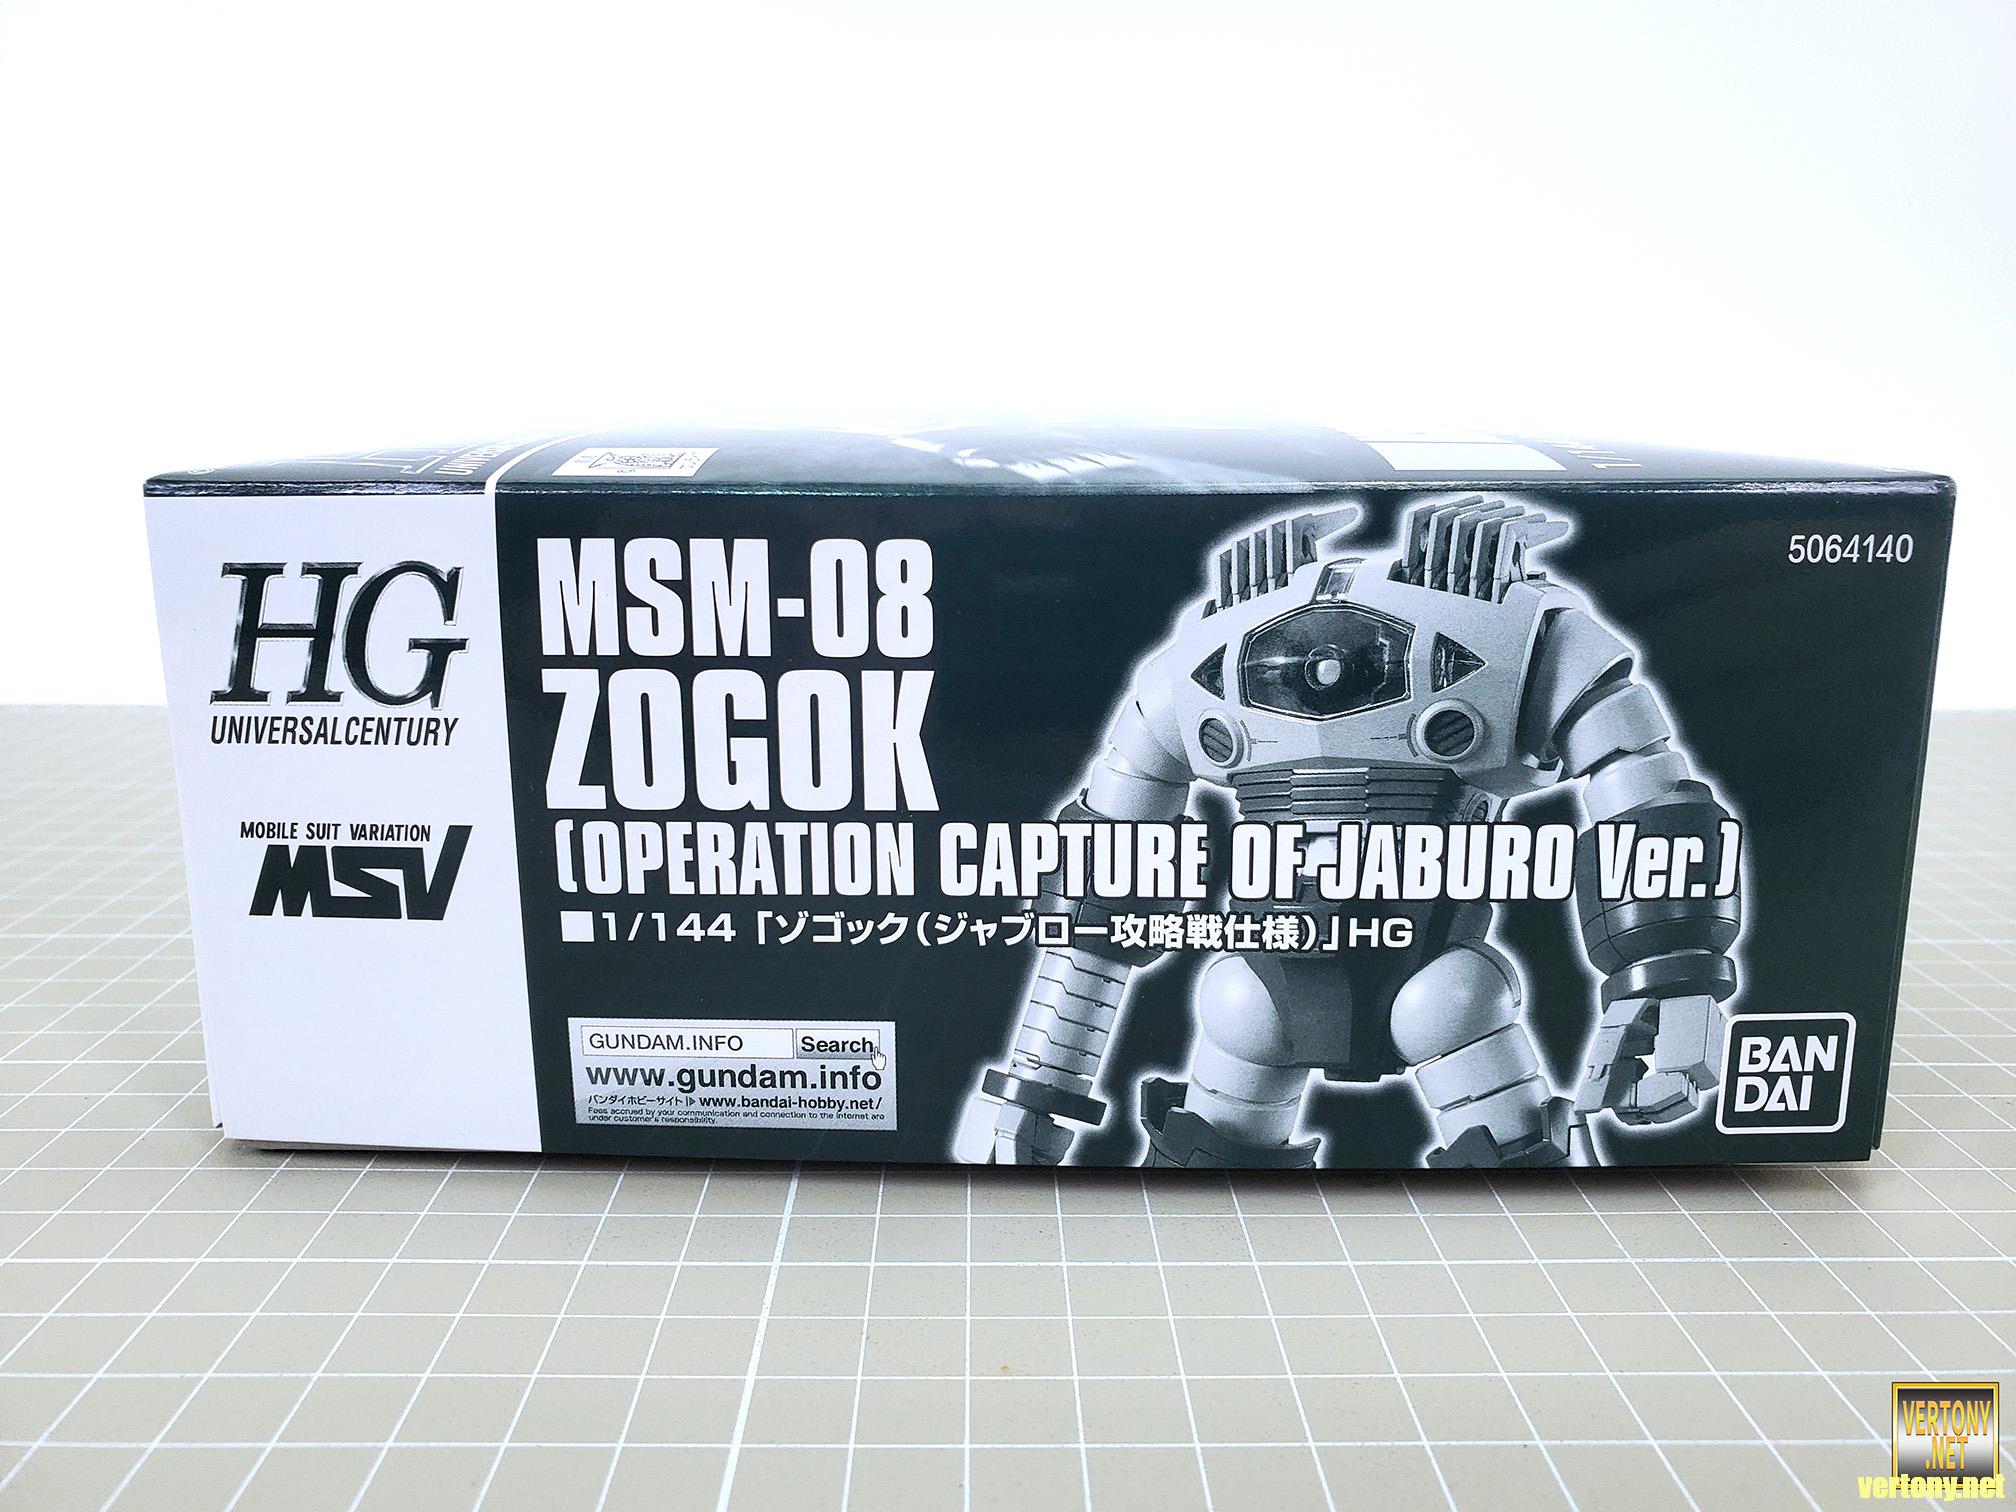 HG
UNIVERSALCENTURY
MOBILE SUIT VARIATION
MSV
MSM-08
ZOGOK
(OPERATION CAPTURE OF JABURO Ver.)
■1/144「ゾゴック(ジャブロー攻略戦仕様)」HG
5064140
GUNDAM.INFO Search
www.gundam.info
バンダイホビーサイト www.bandai-hobby.net/
Fees accrued by your communication and connection to the internet are
under customer's responsibility.
BAN
DAI
VERTONY
.NET
vertony.net